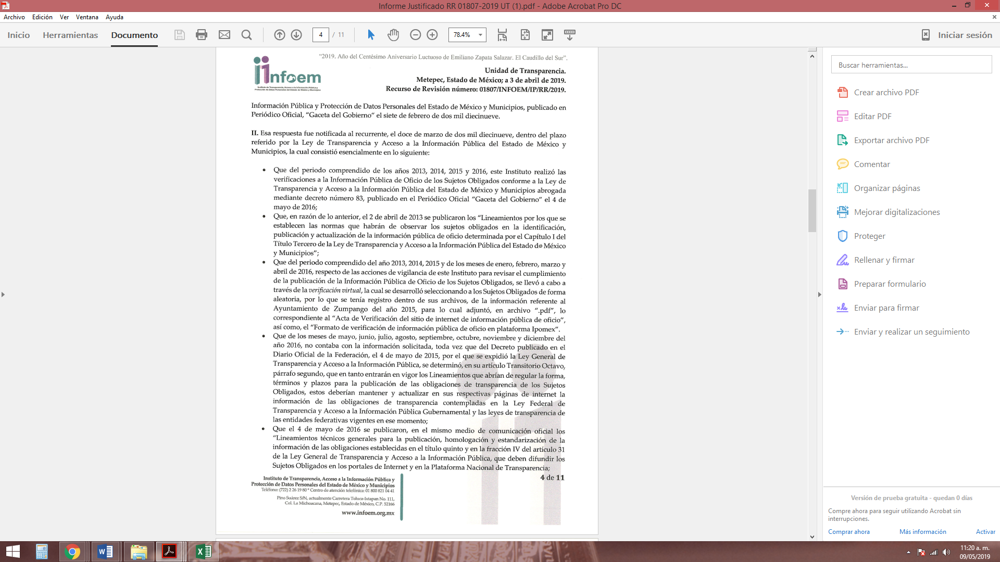 Informe Justificado RR 01807-2019 UT (1).pdf - Adobe Acrobat Pro DC
Archivo Edición Ver Ventana Ayuda
Inicio Herramientas Documento
4 / 11
78.4%
Iniciar sesión
"2019. Año del Centésimo Aniversario Luctuoso de Emiliano Zapata Salazar. El Caudillo del Sur".
infoem
Instituto de Transparencia, Acceso a la Información Pública y
Protección de Datos Personales del Estado de México y Municipios
Unidad de Transparencia.
Metepec, Estado de México; a 3 de abril de 2019.
Recurso de Revisión número: 01807/INFOEM/IP/RR/2019.
Información Pública y Protección de Datos Personales del Estado de México y Municipios, publicado en
Periódico Oficial, "Gaceta del Gobierno" el siete de febrero de dos mil diecinueve.
II. Esa respuesta fue notificada al recurrente, el doce de marzo de dos mil diecinueve, dentro del plazo
referido por la Ley de Transparencia y Acceso a la Información Pública del Estado de México y
Municipios, la cual consistió esencialmente en lo siguiente:
• Que del periodo comprendido de los años 2013, 2014, 2015 y 2016, este Instituto realizó las
verificaciones a la Información Pública de Oficio de los Sujetos Obligados conforme a la Ley de
Transparencia y Acceso a la Información Pública del Estado de México y Municipios abrogada
mediante decreto número 83, publicado en el Periódico Oficial "Gaceta del Gobierno" el 4 de
mayo de 2016;
• Que, en razón de lo anterior, el 2 de abril de 2013 se publicaron los "Lineamientos por los que se
establecen las normas que habrán de observar los sujetos obligados en la identificación,
publicación y actualización de la información pública de oficio determinada por el Capítulo I del
Título Tercero de la Ley de Transparencia y Acceso a la Información Pública del Estado de México
y Municipios";
• Que del periodo comprendido del año 2013, 2014, 2015 y de los meses de enero, febrero, marzo y
abril de 2016, respecto de las acciones de vigilancia de este Instituto para revisar el cumplimiento
de la publicación de la Información Pública de Oficio de los Sujetos Obligados, se llevó a cabo a
través de la verificación virtual, la cual se desarrolló seleccionando a los Sujetos Obligados de forma
aleatoria, por lo que se tenía registro dentro de sus archivos, de la información referente al
Ayuntamiento de Zumpango del año 2015, para lo cual adjuntó, en archivo ".pdf", lo
correspondiente al "Acta de Verificación del sitio de internet de información pública de oficio",
así como, el "Formato de verificación de información pública de oficio en plataforma Ipomex".
• Que de los meses de mayo, junio, julio, agosto, septiembre, octubre, noviembre y diciembre del
año 2016, no contaba con la información solicitada, toda vez que del Decreto publicado en el
Diario Oficial de la Federación, el 4 de mayo de 2015, por el que se expidió la Ley General de
Transparencia y Acceso a la Información Pública, se determinó, en su artículo Transitorio Octavo,
párrafo segundo, que en tanto entrarán en vigor los Lineamientos que abrían de regular la forma,
términos y plazos para la publicación de las obligaciones de transparencia de los Sujetos
Obligados, estos deberían mantener y actualizar en sus respectivas páginas de internet la
información de las obligaciones de transparencia contempladas en la Ley Federal de
Transparencia y Acceso a la Información Pública Gubernamental y las leyes de transparencia de
las entidades federativas vigentes en ese momento;
• Que el 4 de mayo de 2016 se publicaron, en el mismo medio de comunicación oficial los
"Lineamientos técnicos generales para la publicación, homologación y estandarización de la
información de las obligaciones establecidas en el título quinto y en la fracción IV del artículo 31
de la Ley General de Transparencia y Acceso a la Información Pública, que deben difundir los
Sujetos Obligados en los portales de Internet y en la Plataforma Nacional de Transparencia;
4 de 11
Instituto de Transparencia, Acceso a la Información Pública y
Protección de Datos Personales del Estado de México y Municipios
Teléfono: (722) 2 26 19 80 * Centro de atención telefónica: 01 800 821 04 41
Pino Suárez S/N, actualmente Carretera Toluca-Ixtapan No. 111,
Col. La Michoacana, Metepec, Estado de México, C.P. 52166
www.infoem.org.mx
Buscar herramientas...
Crear archivo PDF
Editar PDF
Exportar archivo PDF
Comentar
Organizar páginas
Mejorar digitalizaciones
Proteger
Rellenar y firmar
Preparar formulario
Enviar para firmar
Enviar y realizar un seguimiento
Versión de prueba gratuita - quedan 0 días
Compre ahora para seguir utilizando Acrobat sin
interrupciones.
Comprar ahora Más información Activar
11:20 a. m.
09/05/2019